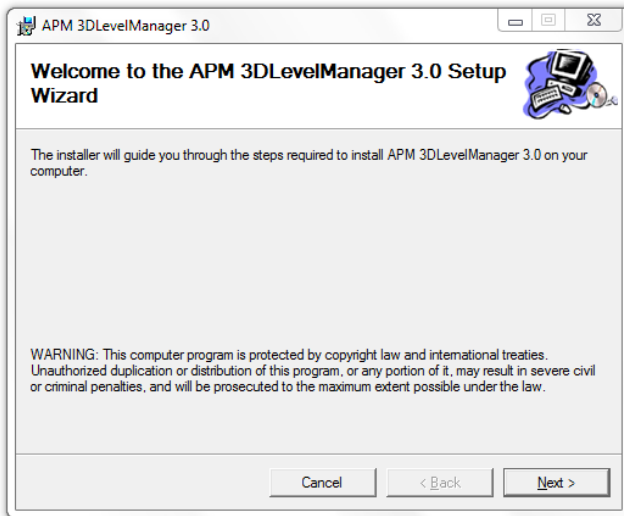 APM 3DLevelManager 3.0
Welcome to the APM 3DLevelManager 3.0 Setup
Wizard
The installer will guide you through the steps required to install APM 3DLevelManager 3.0 on your
computer.
WARNING: This computer program is protected by copyright law and international treaties.
Unauthorized duplication or distribution of this program, or any portion of it, may result in severe civil
or criminal penalties, and will be prosecuted to the maximum extent possible under the law.
Cancel
< Back
Next >